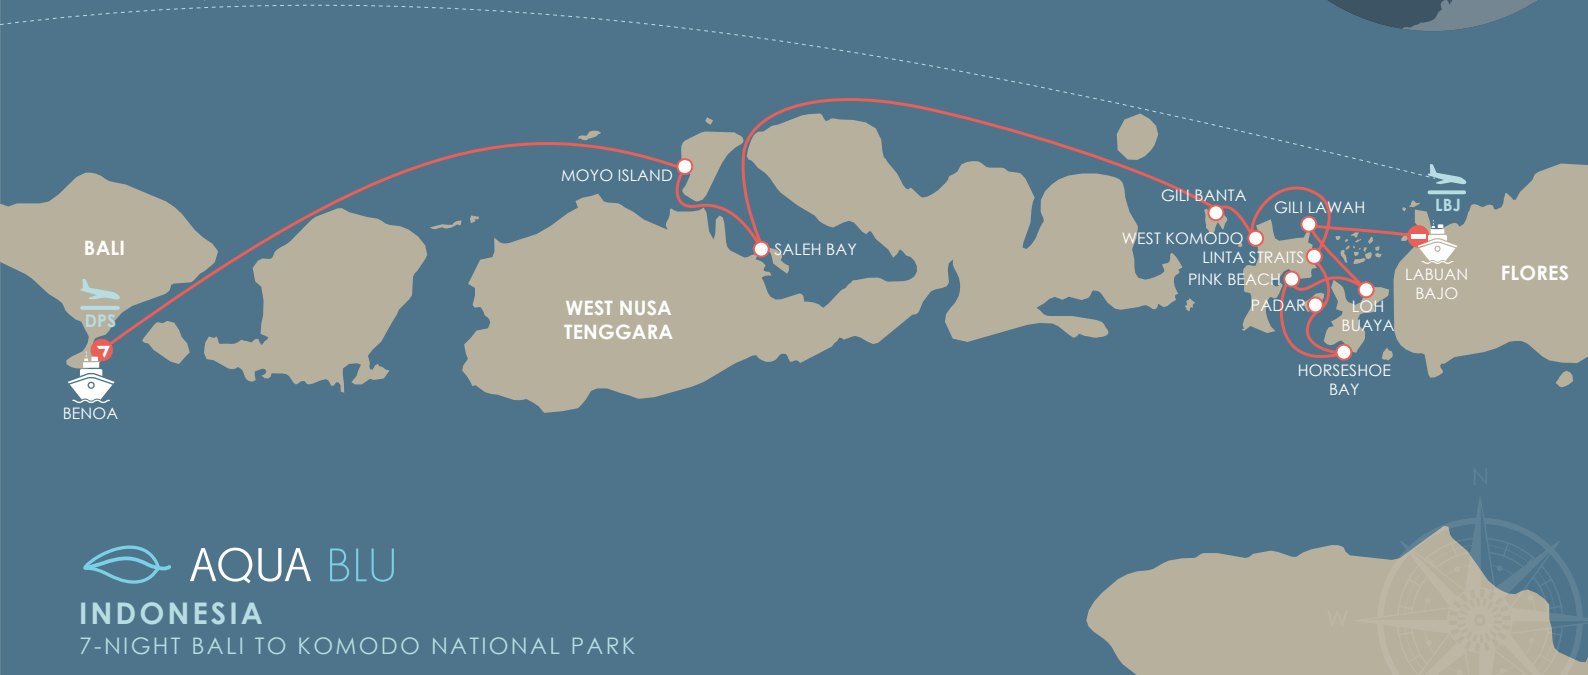 MOYO ISLAND
GILI BANTA
GILI LAWAH
LBJ
BALI
SALEH BAY
WEST KOMODO
LINTA STRAITS
LABUAN
BAJO
FLORES
PINK BEACH
DPS
WEST NUSA
TENGGARA
PADAR
LOH
BUAYA
7
BENOA
HORSESHOE
BAY
N
W
AQUA BLU
INDONESIA
7-NIGHT BALI TO KOMODO NATIONAL PARK